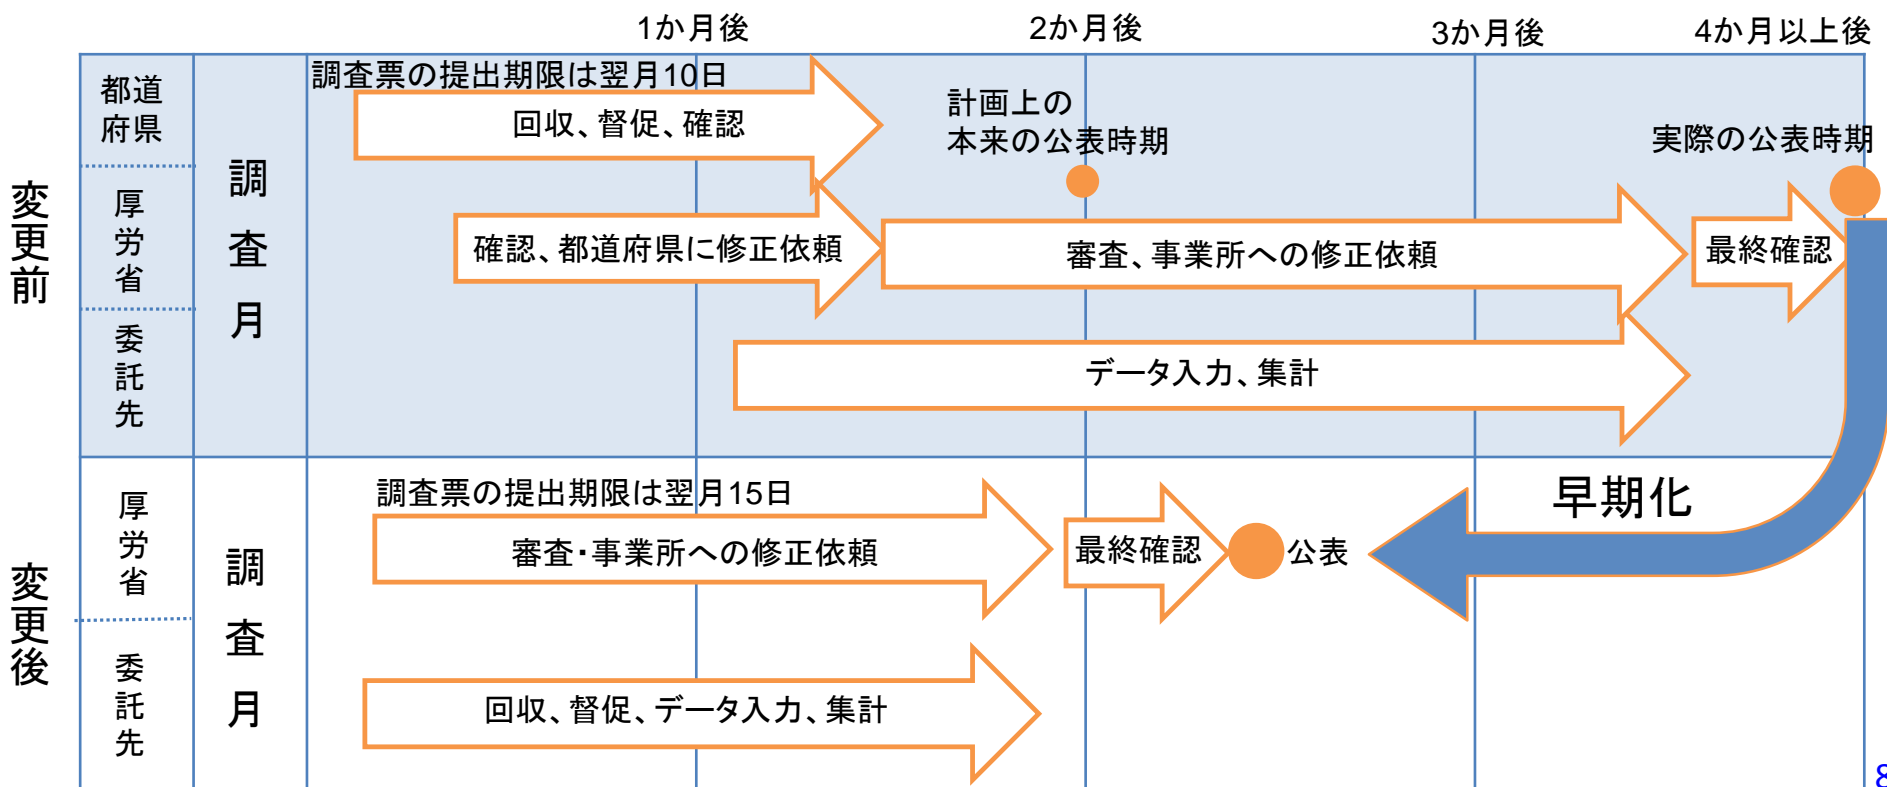 1か月後
2か月後
3か月後
4か月以上後
変更前
都道
府県
厚労省
委託先
調査月
調査票の提出期限は翌月10日
回収、督促、確認
計画上の
本来の公表時期
実際の公表時期
確認、都道府県に修正依頼
審査、事業所への修正依頼
最終確認
データ入力、集計
変更後
厚労省
委託先
調査月
調査票の提出期限は翌月15日
審査・事業所への修正依頼
最終確認
公表
早期化
回収、督促、データ入力、集計
8